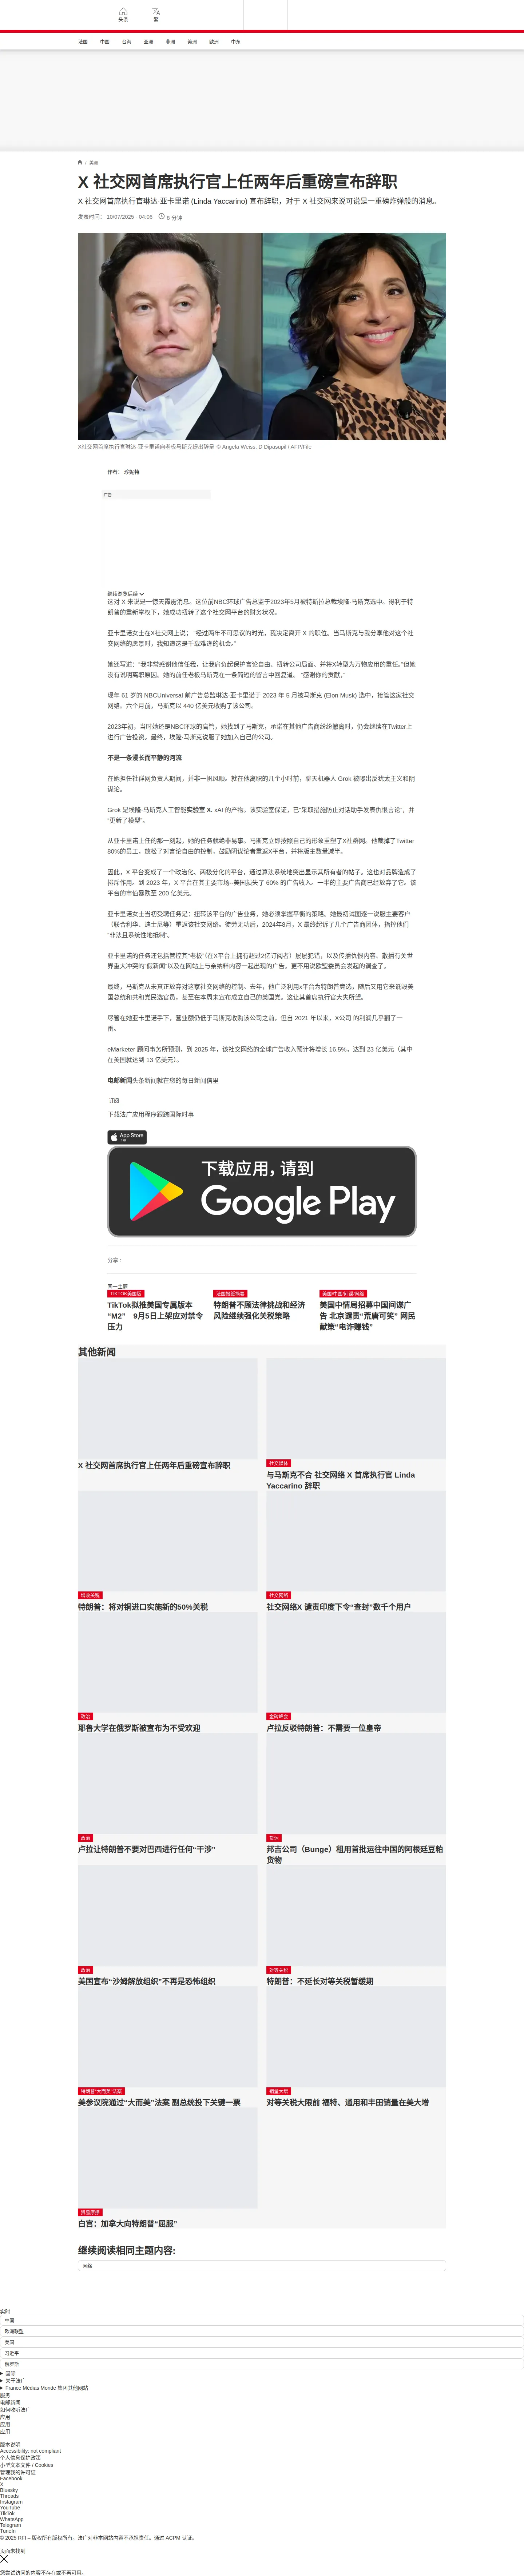 头条
繁
法国
中国
台海
亚洲
非洲
美洲
欧洲
中东
/ 美洲
X 社交网首席执行官上任两年后重磅宣布辞职
X 社交网首席执行官琳达·亚卡里诺 (Linda Yaccarino) 宣布辞职，对于 X 社交网来说可说是一重磅炸弹般的消息。
发表时间： 10/07/2025 - 04:06
8 分钟
X社交网首席执行官琳达·亚卡里诺向老板马斯克提出辞呈 © Angela Weiss, D Dipasupil / AFP/File
作者： 珍妮特
广告
继续浏览后续
这对 X 来说是一惊天霹雳消息。这位前NBC环球广告总监于2023年5月被特斯拉总裁埃隆·马斯克选中。得利于特朗普的重新掌权下，她成功扭转了这个社交网平台的财务状况。
亚卡里诺女士在X社交网上说； “经过两年不可思议的时光，我决定离开 X 的职位。当马斯克与我分享他对这个社交网络的愿景时，我知道这是千载难逢的机会。”
她还写道：“我非常感谢他信任我，让我肩负起保护言论自由、扭转公司局面、并将X转型为万物应用的重任。”但她没有说明离职原因。她的前任老板马斯克在一条简短的留言中回复道。 “感谢你的贡献，”
现年 61 岁的 NBCUniversal 前广告总监琳达·亚卡里诺于 2023 年 5 月被马斯克 (Elon Musk) 选中，接管这家社交网络。六个月前，马斯克以 440 亿美元收购了该公司。
2023年初，当时她还是NBC环球的高管，她找到了马斯克，承诺在其他广告商纷纷撤离时，仍会继续在Twitter上进行广告投资。最终，埃隆·马斯克说服了她加入自己的公司。
不是一条漫长而平静的河流
在她担任社群网负责人期间，并非一帆风顺。就在他离职的几个小时前，聊天机器人 Grok 被曝出反犹太主义和阴谋论。
Grok 是埃隆·马斯克人工智能实验室 X. xAI 的产物。该实验室保证，已“采取措施防止对话助手发表仇恨言论”，并“更新了模型”。
从亚卡里诺上任的那一刻起，她的任务就绝非易事。马斯克立即按照自己的形象重塑了X社群网。他裁掉了Twitter 80%的员工，放松了对言论自由的控制，鼓励阴谋论者重返X平台，并将版主数量减半。
因此，X 平台变成了一个政治化、两极分化的平台，通过算法系统地突出显示其所有者的帖子。这也对品牌造成了排斥作用。到 2023 年，X 平台在其主要市场--美国损失了 60% 的广告收入。一半的主要广告商已经放弃了它。该平台的市值暴跌至 200 亿美元。
亚卡里诺女士当初受聘任务是：扭转该平台的广告业务，她必须掌握平衡的策略。她最初试图逐一说服主要客户（联合利华、迪士尼等）重返该社交网络。徒劳无功后，2024年8月，X 最终起诉了几个广告商团体，指控他们“非法且系统性地抵制”。
亚卡里诺的任务还包括管控其“老板”（在X平台上拥有超过2亿订阅者）屡屡犯错，以及传播仇恨内容、散播有关世界重大冲突的“假新闻”以及在网站上与亲纳粹内容一起出现的广告。更不用说欧盟委员会发起的调查了。
最终，马斯克从未真正放弃对这家社交网络的控制。去年，他广泛利用x平台为特朗普竞选，随后又用它来诋毁美国总统和共和党民选官员，甚至在本周末宣布成立自己的美国党。这让其首席执行官大失所望。
尽管在她亚卡里诺手下，营业额仍低于马斯克收购该公司之前，但自 2021 年以来，X公司 的利润几乎翻了一番。
eMarketer 顾问事务所预测，到 2025 年，该社交网络的全球广告收入预计将增长 16.5%，达到 23 亿美元（其中在美国就达到 13 亿美元）。
电邮新闻头条新闻就在您的每日新闻信里
订阅
下载法广应用程序跟踪国际时事
App Store
下载应用，请到
Google Play
分享 :
同一主题
TIKTOK美国版
TikTok拟推美国专属版本“M2” 9月5日上架应对禁令压力
法国报纸摘要
特朗普不顾法律挑战和经济风险继续强化关税策略
美国/中国/间谍/网络
美国中情局招募中国间谍广告 北京谴责“荒唐可笑” 网民献策“电诈赚钱”
其他新闻
X 社交网首席执行官上任两年后重磅宣布辞职
社交媒体
与马斯克不合 社交网络 X 首席执行官 Linda Yaccarino 辞职
增收关税
特朗普：将对铜进口实施新的50%关税
社交网络
社交网络X 谴责印度下令“查封”数千个用户
政治
耶鲁大学在俄罗斯被宣布为不受欢迎
金砖峰会
卢拉反驳特朗普：不需要一位皇帝
政治
卢拉让特朗普不要对巴西进行任何“干涉”
货运
邦吉公司（Bunge）租用首批运往中国的阿根廷豆粕货物
政治
美国宣布“沙姆解放组织”不再是恐怖组织
对等关税
特朗普：不延长对等关税暂缓期
特朗普“大而美”法案
美参议院通过“大而美”法案 副总统投下关键一票
销量大增
对等关税大限前 福特、通用和丰田销量在美大增
贸易摩擦
白宫：加拿大向特朗普“屈服”
继续阅读相同主题内容:
网络
实时
中国
欧洲联盟
美国
习近平
俄罗斯
国际
关于法广
France Médias Monde 集团其他网站
服务
电邮新闻
如何收听法广
应用
应用
应用
版本说明
Accessibility: not compliant
个人信息保护政策
小型文本文件 / Cookies
管理我的许可证
Facebook
X
Bluesky
Threads
Instagram
YouTube
TikTok
WhatsApp
Telegram
TuneIn
© 2025 RFI – 版权所有版权所有。法广对非本网站内容不承担责任。通过 ACPM 认证。
页面未找到
您尝试访问的内容不存在或不再可用。